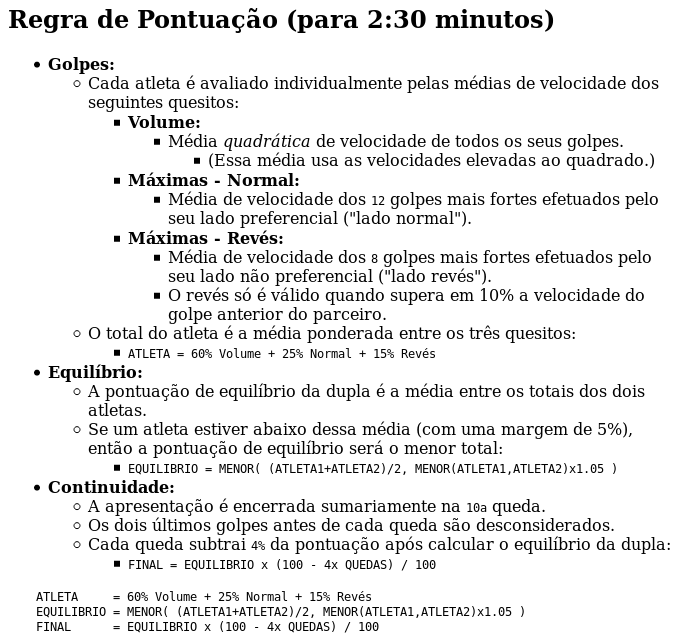 Regra de Pontuação (para 2:30 minutos)
Golpes:
Cada atleta é avaliado individualmente pelas médias de velocidade dos
seguintes quesitos:
Volume:
Média quadrática de velocidade de todos os seus golpes.
(Essa média usa as velocidades elevadas ao quadrado.)
Máximas - Normal:
Média de velocidade dos 12 golpes mais fortes efetuados pelo
seu lado preferencial ("lado normal").
Máximas - Revés:
Média de velocidade dos 8 golpes mais fortes efetuados pelo
seu lado não preferencial ("lado revés").
O revés só é válido quando supera em 10% a velocidade do
golpe anterior do parceiro.
O total do atleta é a média ponderada entre os três quesitos:
ATLETA = 60% Volume + 25% Normal + 15% Revés
Equilíbrio:
A pontuação de equilíbrio da dupla é a média entre os totais dos dois
atletas.
Se um atleta estiver abaixo dessa média (com uma margem de 5%),
então a pontuação de equilíbrio será o menor total:
EQUILIBRIO = MENOR( (ATLETA1+ATLETA2)/2, MENOR(ATLETA1,ATLETA2)x1.05 )
Continuidade:
A apresentação é encerrada sumariamente na 10a queda.
Os dois últimos golpes antes de cada queda são desconsiderados.
Cada queda subtrai 4% da pontuação após calcular o equilíbrio da dupla:
FINAL = EQUILIBRIO x (100 - 4x QUEDAS) / 100
ATLETA     = 60% Volume + 25% Normal + 15% Revés
EQUILIBRIO = MENOR( (ATLETA1+ATLETA2)/2, MENOR(ATLETA1,ATLETA2)x1.05 )
FINAL      = EQUILIBRIO x (100 - 4x QUEDAS) / 100